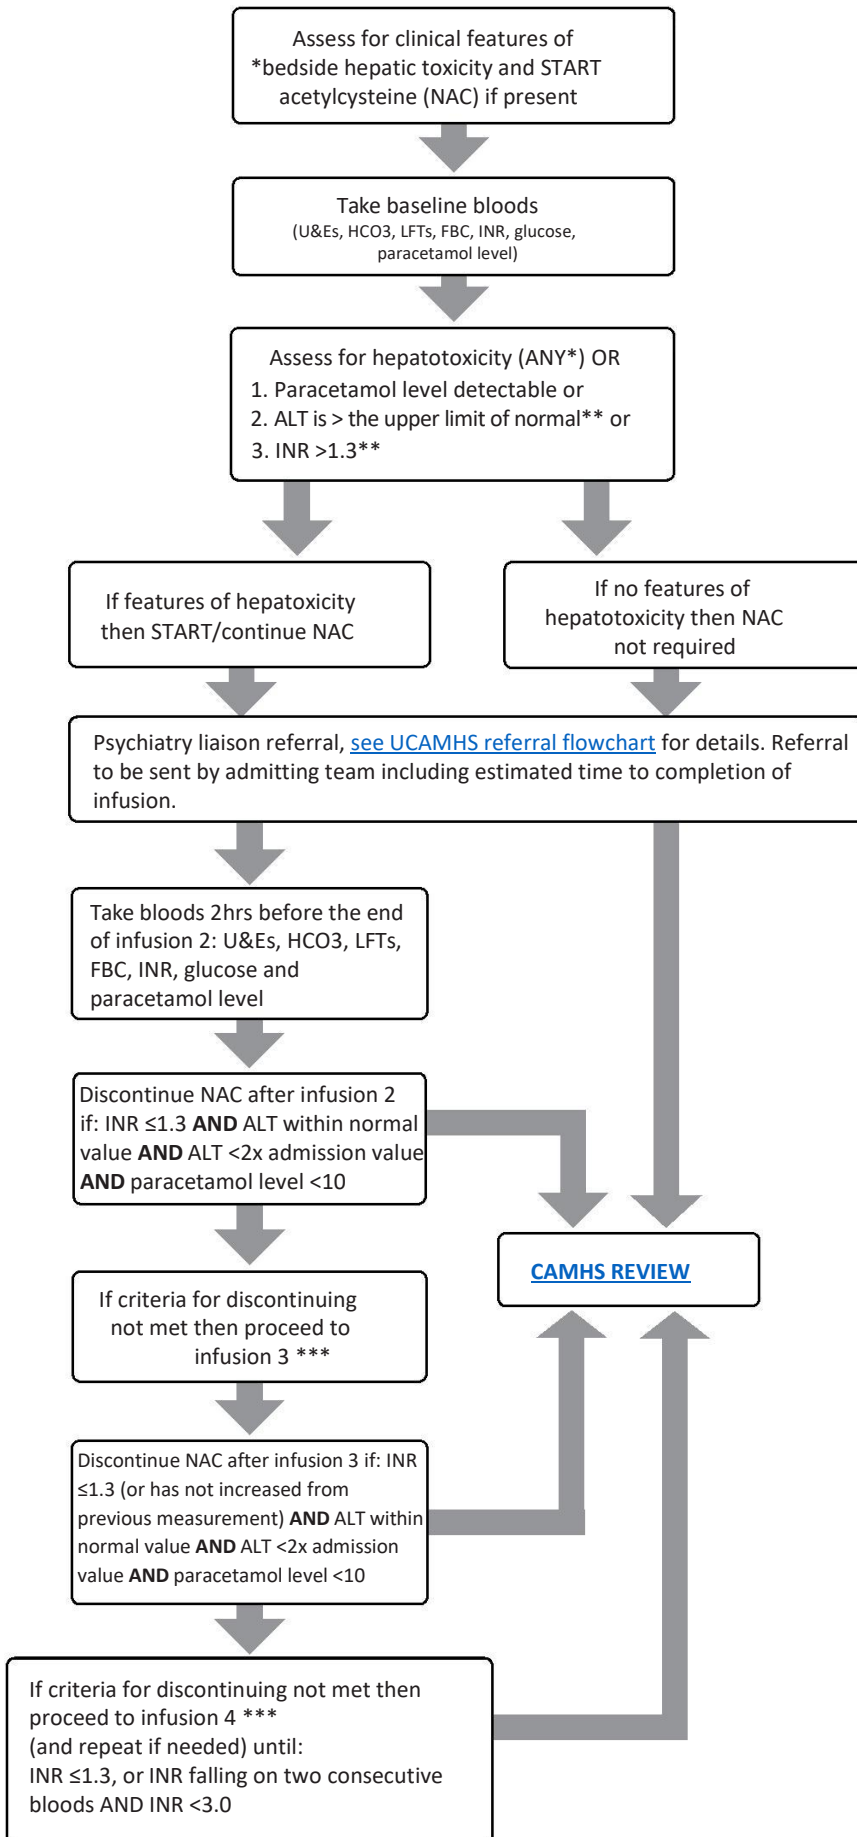 Assess for clinical features of
*bedside hepatic toxicity and START
acetylcysteine (NAC) if present
Take baseline bloods
(U&Es, HCO3, LFTs, FBC, INR, glucose,
paracetamol level)
Assess for hepatotoxicity (ANY*) OR
1. Paracetamol level detectable or
2. ALT is > the upper limit of normal** or
3. INR >1.3**
If features of hepatoxicity
then START/continue NAC
If no features of
hepatotoxicity then NAC
not required
Psychiatry liaison referral, see UCAMHS referral flowchart for details. Referral
to be sent by admitting team including estimated time to completion of
infusion.
Take bloods 2hrs before the end
of infusion 2: U&Es, HCO3, LFTs,
FBC, INR, glucose and
paracetamol level
Discontinue NAC after infusion 2
if: INR ≤1.3 AND ALT within normal
value AND ALT <2x admission value
AND paracetamol level <10
CAMHS REVIEW
If criteria for discontinuing
not met then proceed to
infusion 3 ***
Discontinue NAC after infusion 3 if: INR
≤1.3 (or has not increased from
previous measurement) AND ALT within
normal value AND ALT <2x admission
value AND paracetamol level <10
If criteria for discontinuing not met then
proceed to infusion 4 ***
(and repeat if needed) until:
INR ≤1.3, or INR falling on two consecutive
bloods AND INR <3.0